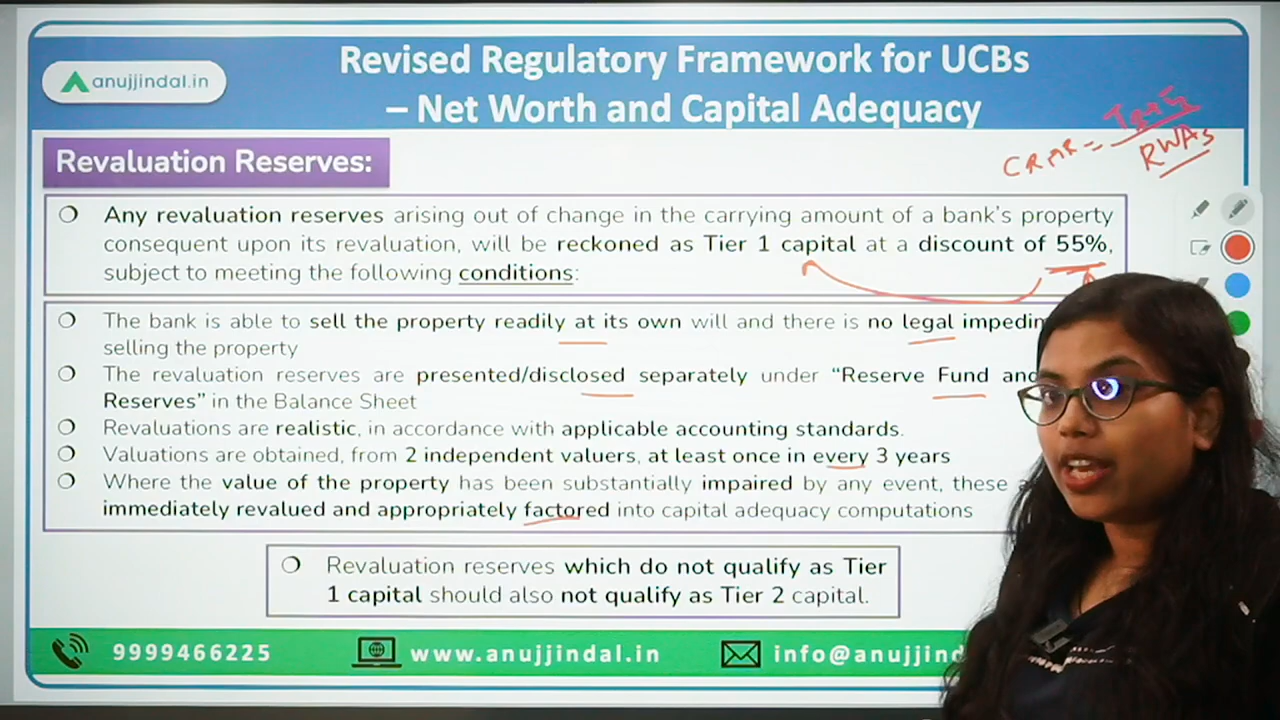 Revised Regulatory Framework for UCBs
– Net Worth and Capital Adequacy
anujjindal.in
CRAR =
RWAs
Revaluation Reserves:
Any revaluation reserves arising out of change in the carrying amount of a bank's property
consequent upon its revaluation, will be reckoned as Tier 1 capital at a discount of 55%,
subject to meeting the following conditions:
The bank is able to sell the property readily at its own will and there is no legal
selling the property
The revaluation reserves are presented/disclosed separately under "Reserve Fund and
Reserves" in the Balance Sheet
Revaluations are realistic, in accordance with applicable accounting standards.
Valuations are obtained, from 2 independent valuers, at least once in every 3 years
Where the value of the property has been substantially impaired by any event, these
immediately revalued and appropriately factored into capital adequacy computations
Revaluation reserves which do not qualify as Tier
1 capital should also not qualify as Tier 2 capital.
9999466225
www.anujjindal.in